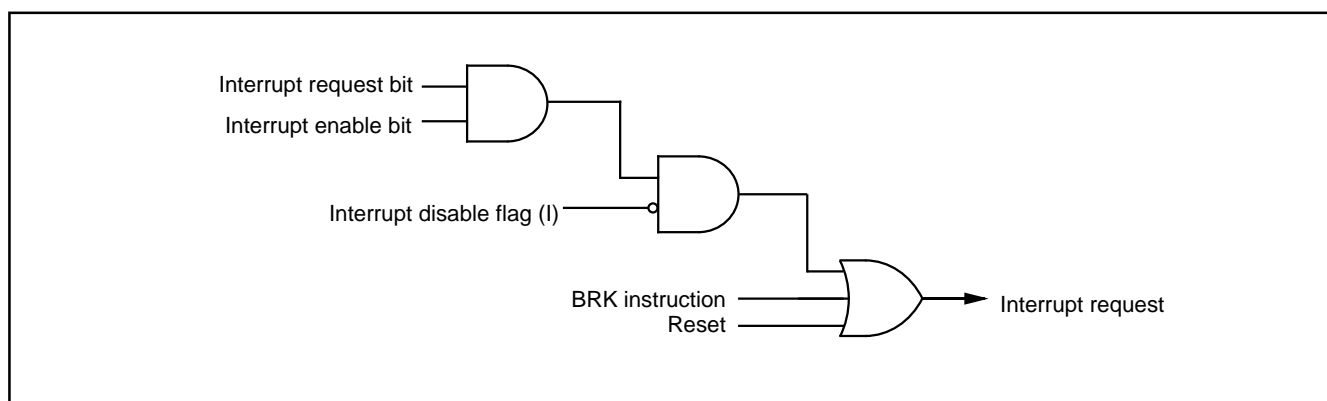 Interrupt request bit
Interrupt enable bit
Interrupt disable flag (I)
BRK instruction
Reset
Interrupt request